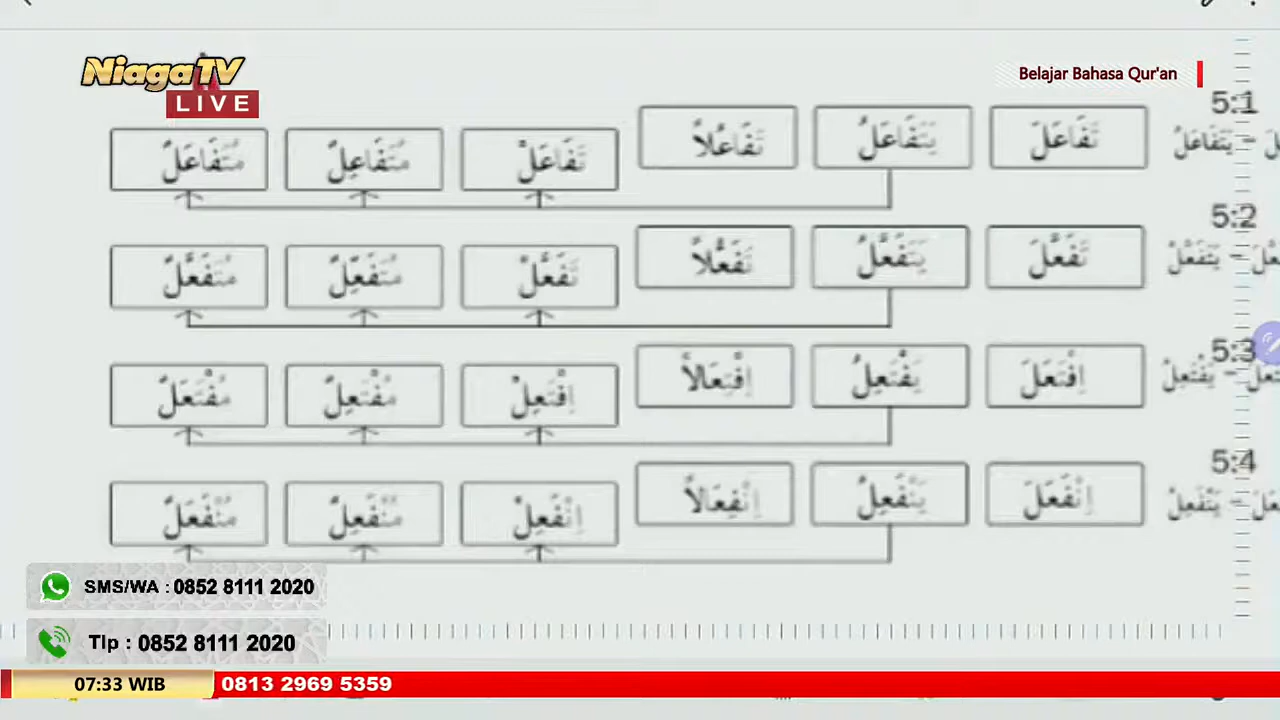 NiagaTV
LIVE
Belajar Bahasa Qur'an
5:1
تَفَاعَلَ يَتَفَاعَلُ تَفَاعُلاً تَفَاعَلْ مُتَفَاعِلٌ مُتَفَاعَلٌ
5:2
تَفَعَّلَ يَتَفَعَّلُ تَفَعُّلاً تَفَعَّلْ مُتَفَعِّلٌ مُتَفَعَّلٌ
5:3
اِفْتَعَلَ يَفْتَعِلُ اِفْتِعَالاً اِفْتَعِلْ مُفْتَعِلٌ مُفْتَعَلٌ
5:4
اِنْفَعَلَ يَنْفَعِلُ اِنْفِعَالاً اِنْفَعِلْ مُنْفَعِلٌ مُنْفَعَلٌ
SMS/WA : 0852 8111 2020
Tlp : 0852 8111 2020
07:33 WIB
0813 2969 5359